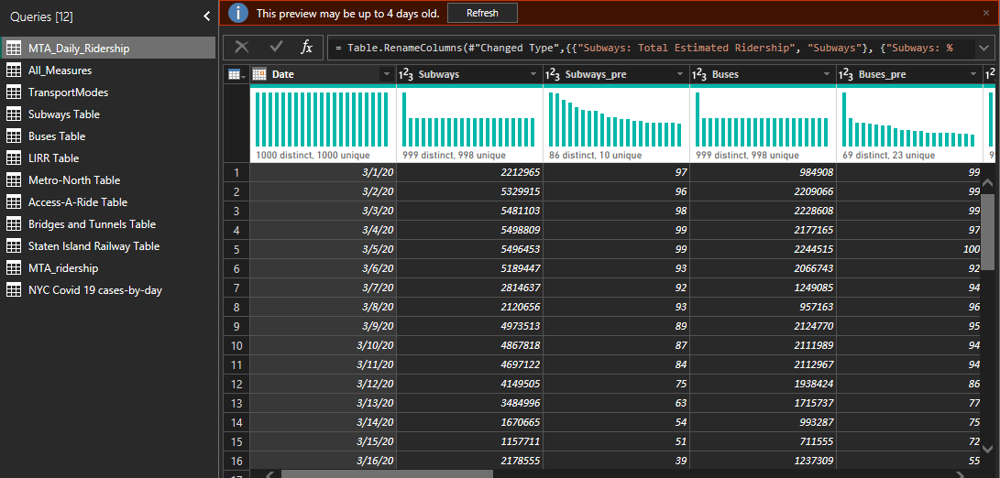 Queries [12]
This preview may be up to 4 days old. Refresh
MTA_Daily_Ridership
All_Measures
TransportModes
Subways Table
Buses Table
LIRR Table
Metro-North Table
Access-A-Ride Table
Bridges and Tunnels Table
Staten Island Railway Table
MTA_ridership
NYC Covid 19 cases-by-day
fx = Table.RenameColumns(#"Changed Type",{{"Subways: Total Estimated Ridership", "Subways"}, {"Subways: %
Date 123 Subways 123 Subways_pre 123 Buses 123 Buses_pre 12
1000 distinct, 1000 unique 999 distinct, 998 unique 86 distinct, 10 unique 999 distinct, 998 unique 69 distinct, 23 unique 9
1 3/1/20 2212965 97 984908 99
2 3/2/20 5329915 96 2209066 99
3 3/3/20 5481103 98 2228608 99
4 3/4/20 5498809 99 2177165 97
5 3/5/20 5496453 99 2244515 100
6 3/6/20 5189447 93 2066743 92
7 3/7/20 2814637 92 1249085 94
8 3/8/20 2120656 93 957163 96
9 3/9/20 4973513 89 2124770 95
10 3/10/20 4867818 87 2111989 94
11 3/11/20 4697122 84 2112967 94
12 3/12/20 4149505 75 1938424 86
13 3/13/20 3484996 63 1715737 77
14 3/14/20 1670665 54 993287 75
15 3/15/20 1157711 51 711555 72
16 3/16/20 2178555 39 1237309 55